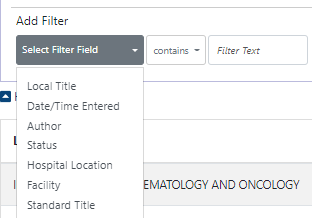 Add Filter
Select Filter Field contains Filter Text
Local Title
Date/Time Entered
Author
Status
Hospital Location
Facility EMATOLOGY AND ONCOLOGY
Standard Title